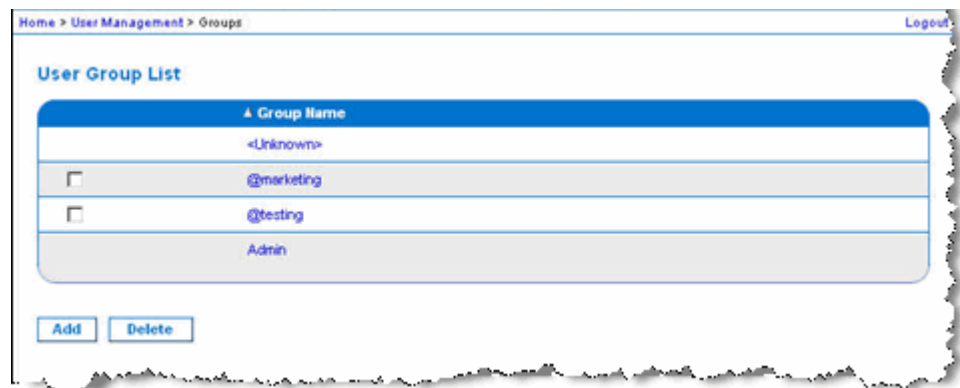 Home > User Management > Groups
Logout
User Group List
▲ Group Name
<Unknown>
@marketing
@testing
Admin
Add
Delete